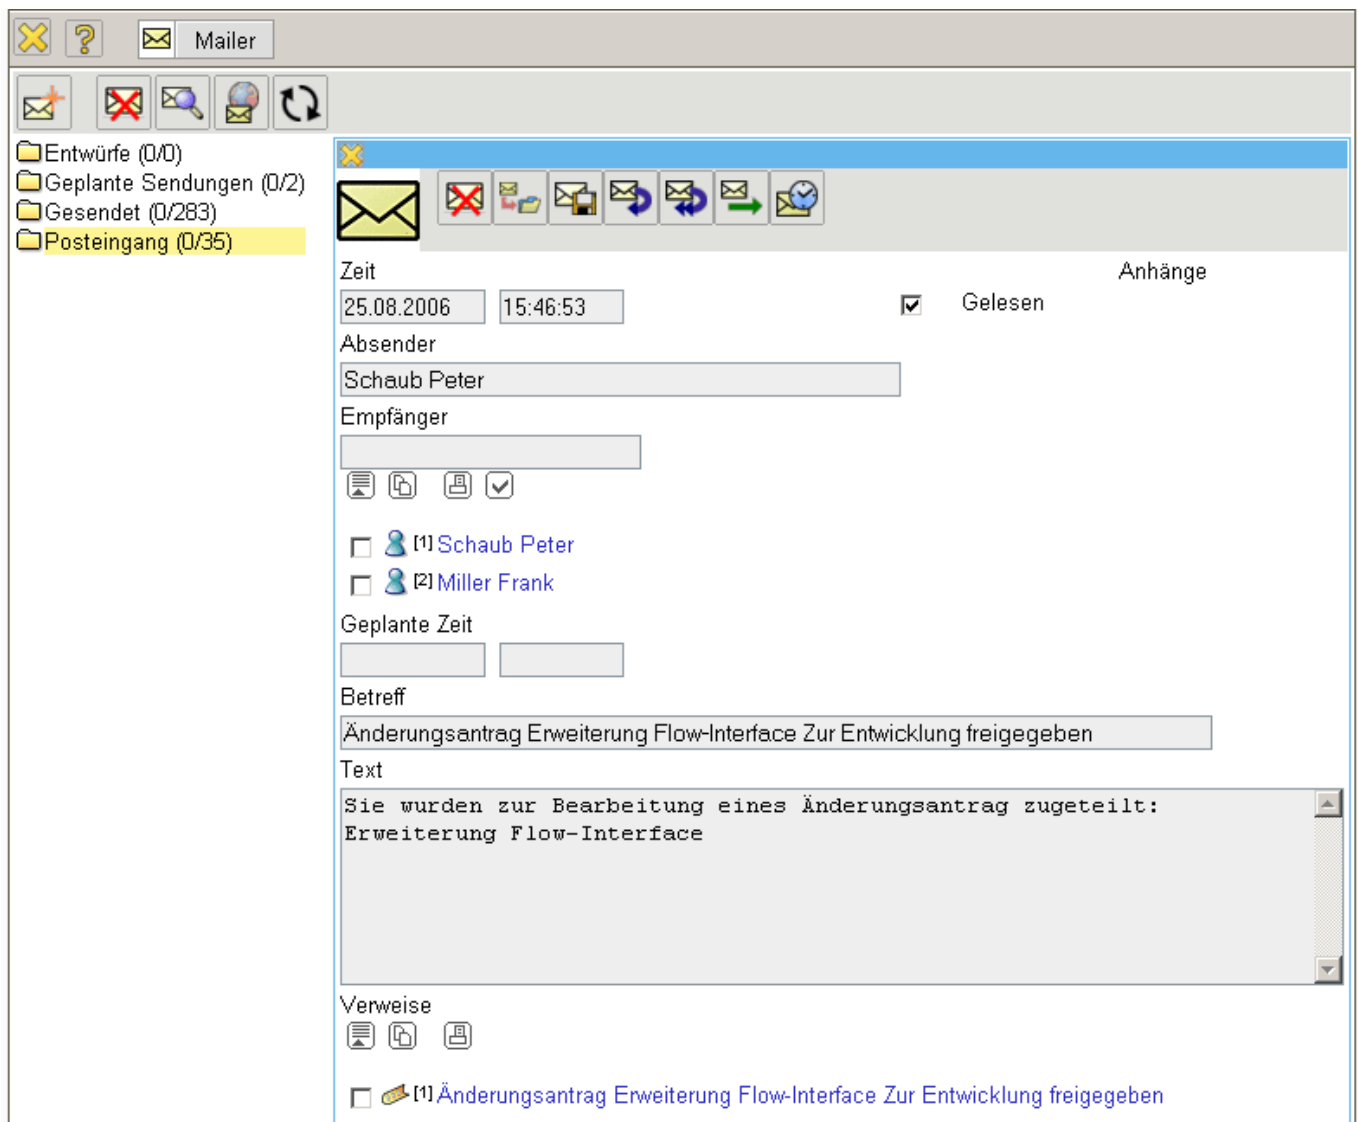 Mailer
Entwürfe (0/0)
Geplante Sendungen (0/2)
Gesendet (0/283)
Posteingang (0/35)
Zeit
Anhänge
25.08.2006 15:46:53
Gelesen
Absender
Schaub Peter
Empfänger
[1] Schaub Peter
[2] Miller Frank
Geplante Zeit
Betreff
Änderungsantrag Erweiterung Flow-Interface Zur Entwicklung freigegeben
Text
Sie wurden zur Bearbeitung eines Änderungsantrag zugeteilt:
Erweiterung Flow-Interface
Verweise
[1] Änderungsantrag Erweiterung Flow-Interface Zur Entwicklung freigegeben